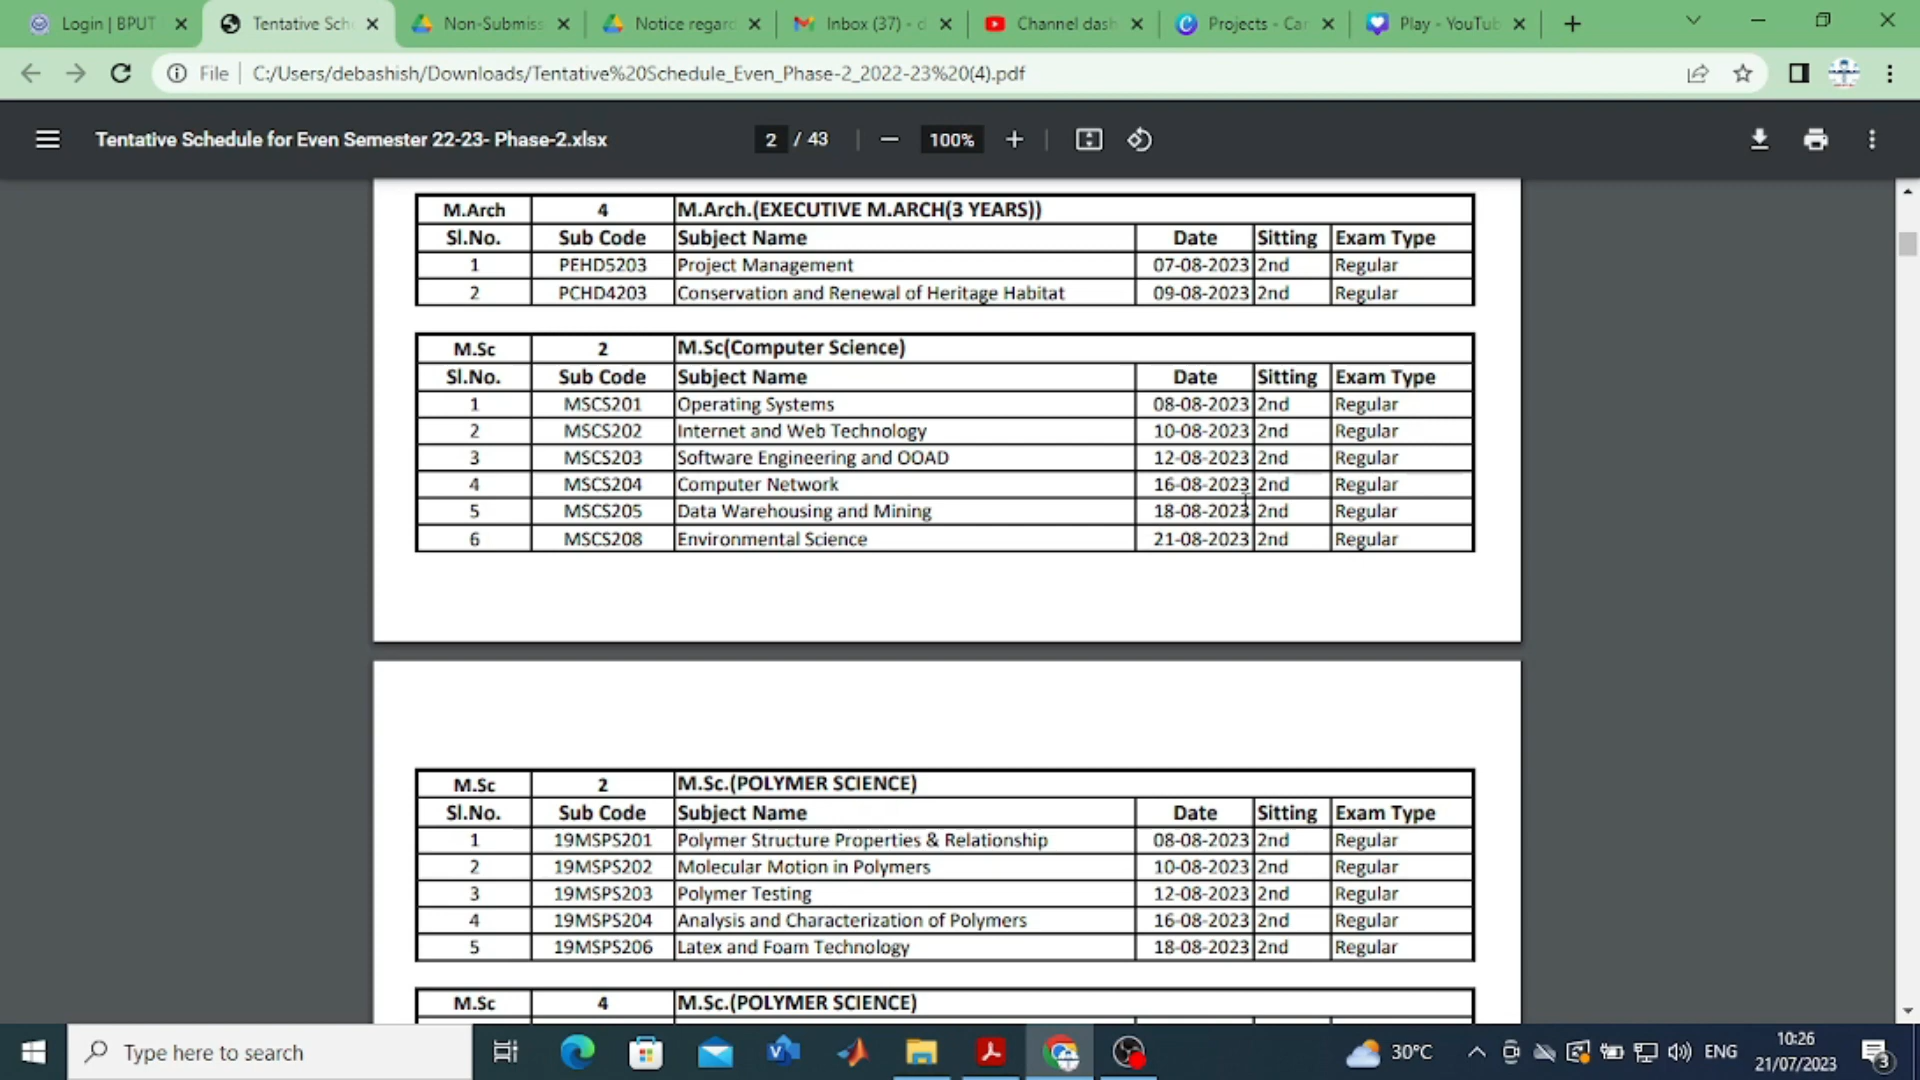 Login | BPUT
Tentative Sch
Non-Submiss
Notice regard
Inbox (37) - d
Channel dash
Projects - Can
Play - YouTub
File
C:/Users/debashish/Downloads/Tentative%20Schedule_Even_Phase-2_2022-23%20(4).pdf
Tentative Schedule for Even Semester 22-23- Phase-2.xlsx
2 / 43
100%
M.Arch 4 M.Arch.(EXECUTIVE M.ARCH(3 YEARS))
Sl.No. Sub Code Subject Name Date Sitting Exam Type
1 PEHD5203 Project Management 07-08-2023 2nd Regular
2 PCHD4203 Conservation and Renewal of Heritage Habitat 09-08-2023 2nd Regular
M.Sc 2 M.Sc(Computer Science)
Sl.No. Sub Code Subject Name Date Sitting Exam Type
1 MSCS201 Operating Systems 08-08-2023 2nd Regular
2 MSCS202 Internet and Web Technology 10-08-2023 2nd Regular
3 MSCS203 Software Engineering and OOAD 12-08-2023 2nd Regular
4 MSCS204 Computer Network 16-08-2023 2nd Regular
5 MSCS205 Data Warehousing and Mining 18-08-2023 2nd Regular
6 MSCS208 Environmental Science 21-08-2023 2nd Regular
M.Sc 2 M.Sc.(POLYMER SCIENCE)
Sl.No. Sub Code Subject Name Date Sitting Exam Type
1 19MSPS201 Polymer Structure Properties & Relationship 08-08-2023 2nd Regular
2 19MSPS202 Molecular Motion in Polymers 10-08-2023 2nd Regular
3 19MSPS203 Polymer Testing 12-08-2023 2nd Regular
4 19MSPS204 Analysis and Characterization of Polymers 16-08-2023 2nd Regular
5 19MSPS206 Latex and Foam Technology 18-08-2023 2nd Regular
M.Sc 4 M.Sc.(POLYMER SCIENCE)
Type here to search
30°C
ENG
10:26
21/07/2023
3